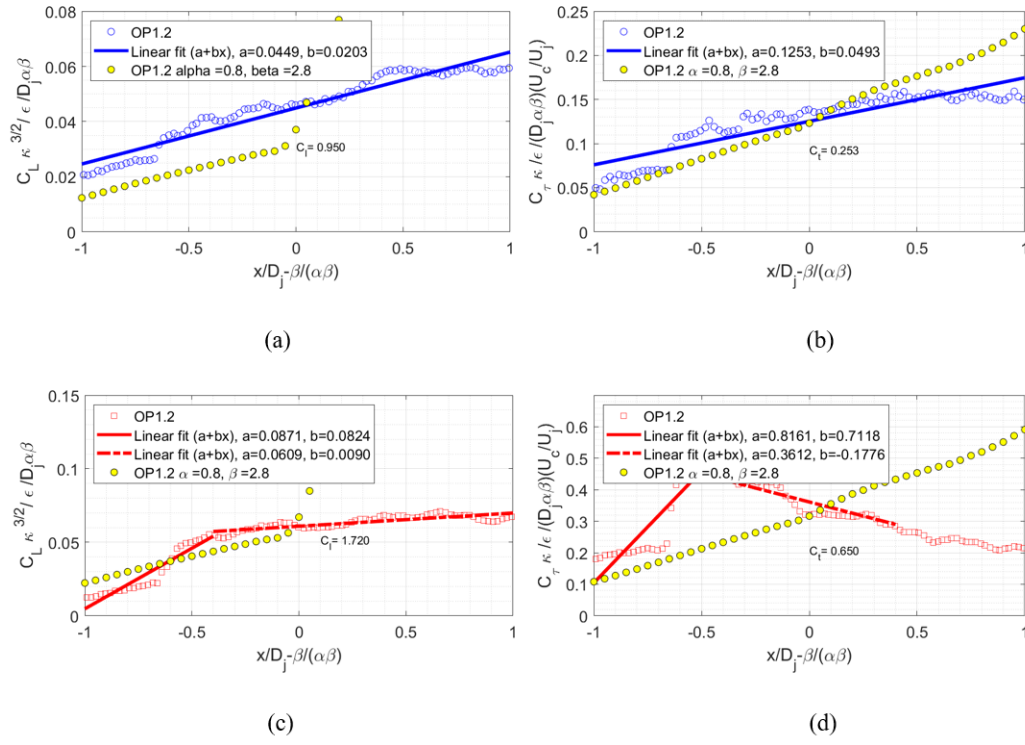 0.08
0.06
0.04
0.02
0
-1
-0.5
0
0.5
1
C_L κ^3/2/ ϵ /D_jαβ
x/D_j-β/(αβ)
OP1.2
Linear fit (a+bx), a=0.0449, b=0.0203
OP1.2 alpha =0.8, beta =2.8
C_l= 0.950
(a)
0.25
0.2
0.15
0.1
0.05
0
-1
-0.5
0
0.5
1
C_τ κ /ϵ /(D_jαβ)(U_c/U_j)
x/D_j-β/(αβ)
OP1.2
Linear fit (a+bx), a=0.1253, b=0.0493
OP1.2 α =0.8, β =2.8
C_t= 0.253
(b)
0.15
0.1
0.05
0
-1
-0.5
0
0.5
1
C_L κ^3/2/ ϵ /D_jαβ
x/D_j-β/(αβ)
OP1.2
Linear fit (a+bx), a=0.0871, b=0.0824
Linear fit (a+bx), a=0.0609, b=0.0090
OP1.2 α =0.8, β =2.8
C_l= 1.720
(c)
0.6
0.5
0.4
0.3
0.2
0.1
0
-1
-0.5
0
0.5
1
C_τ κ /ϵ /(D_jαβ)(U_c/U_j)
x/D_j-β/(αβ)
OP1.2
Linear fit (a+bx), a=0.8161, b=0.7118
Linear fit (a+bx), a=0.3612, b=-0.1776
OP1.2 α =0.8, β =2.8
C_t= 0.650
(d)